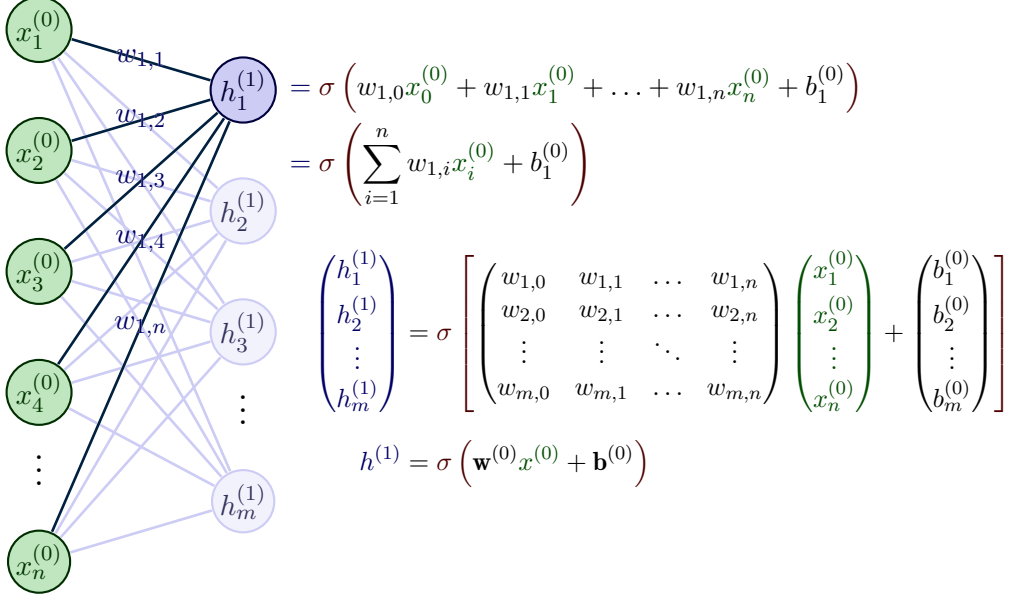 x_1^{(0)}
x_2^{(0)}
x_3^{(0)}
x_4^{(0)}
⋮
x_n^{(0)}
w_{1,1}
w_{1,2}
w_{1,3}
w_{1,4}
w_{1,n}
h_1^{(1)}
h_2^{(1)}
h_3^{(1)}
⋮
h_m^{(1)}
= σ ( w_{1,0} x_0^{(0)} + w_{1,1} x_1^{(0)} + … + w_{1,n} x_n^{(0)} + b_1^{(0)} )
= σ ( ∑_{i=1}^{n} w_{1,i} x_i^{(0)} + b_1^{(0)} )
( h_1^{(1)} h_2^{(1)} ⋮ h_m^{(1)} ) = σ [ (
w_{1,0} w_{1,1} … w_{1,n}
w_{2,0} w_{2,1} … w_{2,n}
⋮ ⋮ ⋱ ⋮
w_{m,0} w_{m,1} … w_{m,n}
) ( x_1^{(0)} x_2^{(0)} ⋮ x_n^{(0)} ) + ( b_1^{(0)} b_2^{(0)} ⋮ b_m^{(0)} ) ]
h^{(1)} = σ ( w^{(0)} x^{(0)} + b^{(0)} )